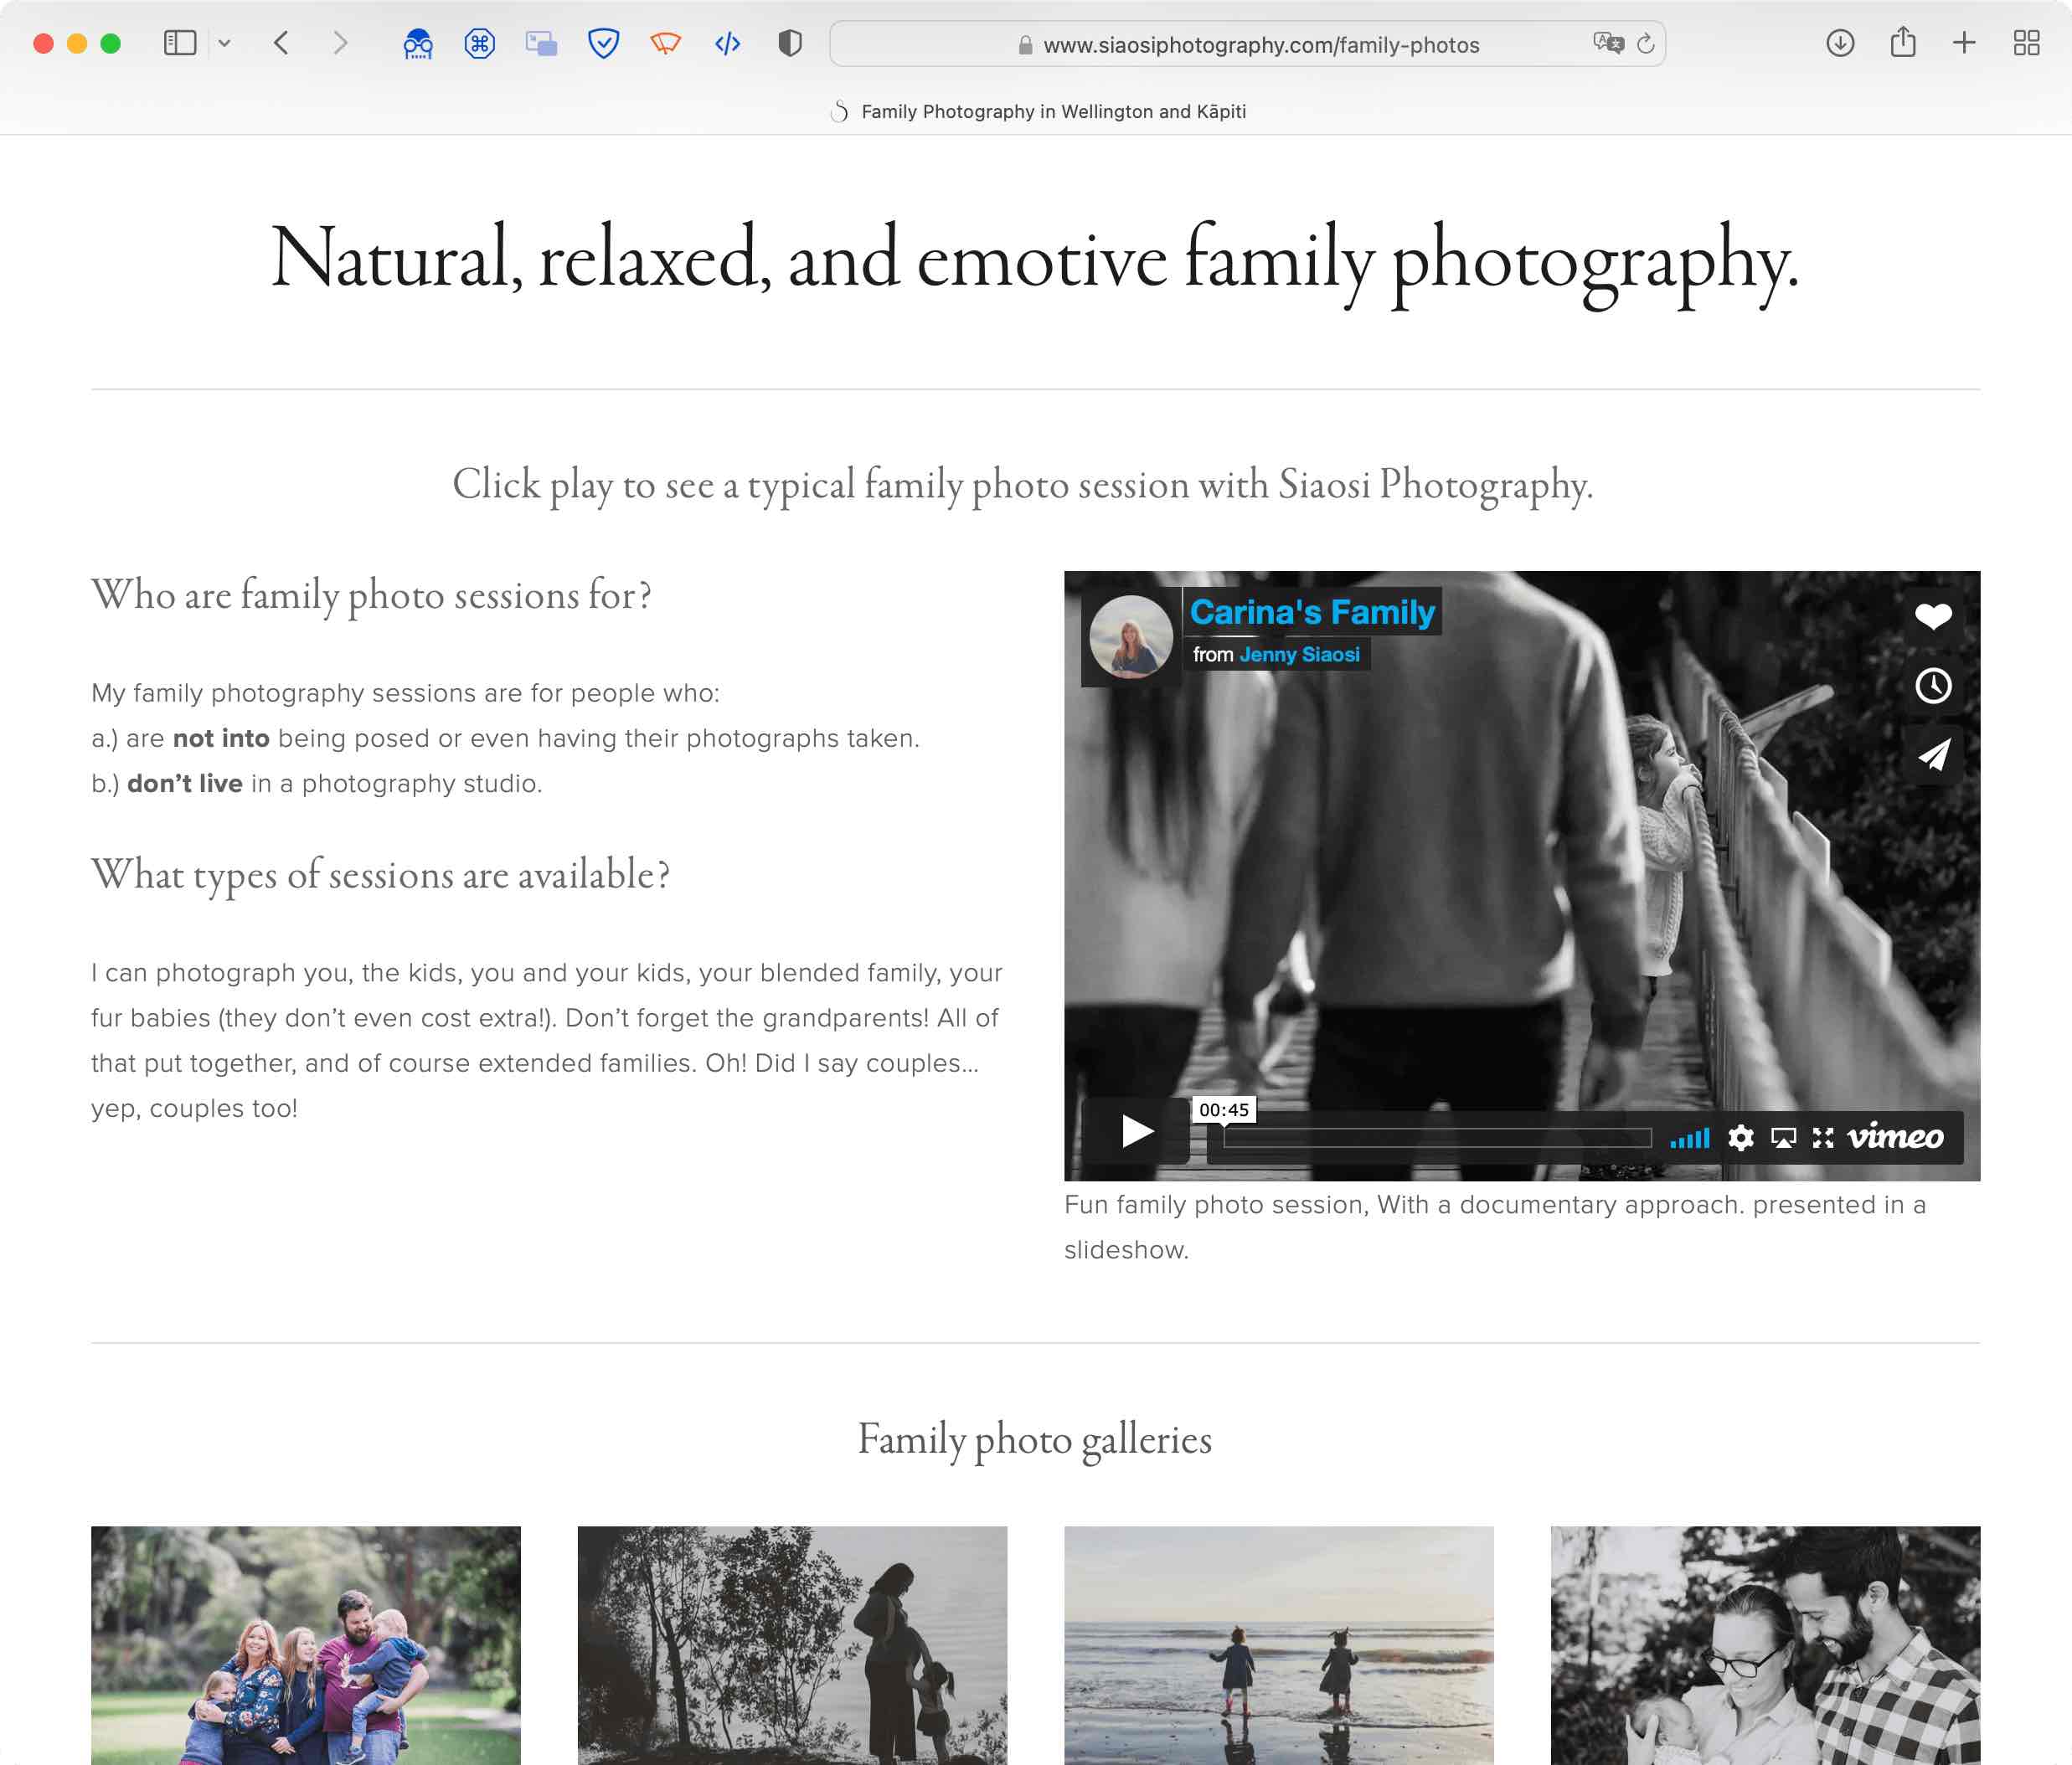 www.siaosiphotography.com/family-photos
Family Photography in Wellington and Kāpiti
Natural, relaxed, and emotive family photography.
Click play to see a typical family photo session with Siaosi Photography.
Who are family photo sessions for?
My family photography sessions are for people who:
a.) are not into being posed or even having their photographs taken.
b.) don’t live in a photography studio.
What types of sessions are available?
I can photograph you, the kids, you and your kids, your blended family, your
fur babies (they don’t even cost extra!). Don’t forget the grandparents! All of
that put together, and of course extended families. Oh! Did I say couples...
yep, couples too!
Carina's Family
from Jenny Siaosi
00:45
vimeo
Fun family photo session, With a documentary approach. presented in a
slideshow.
Family photo galleries